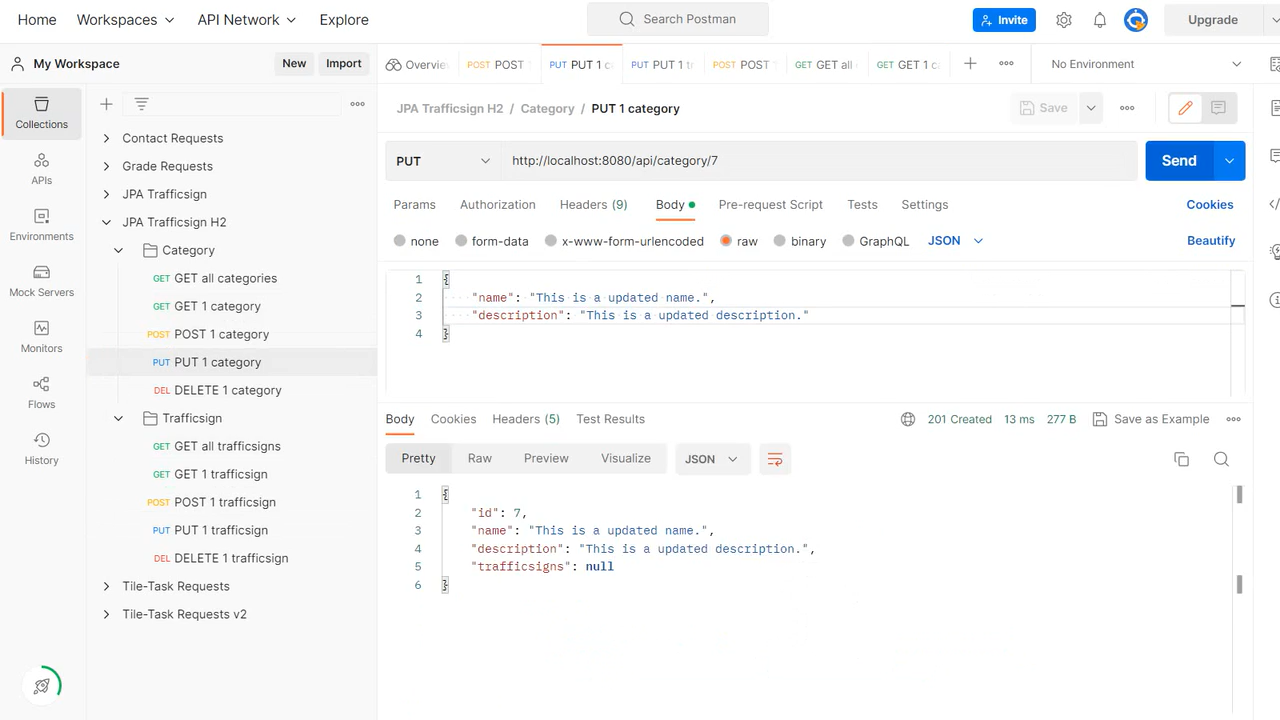 Home Workspaces API Network Explore Search Postman Invite Upgrade
My Workspace New Import Overvie POST POST PUT PUT 1 c PUT PUT 1 tr POST POST GET GET all GET GET 1 ca No Environment
Collections
APIs
Environments
Mock Servers
Monitors
Flows
History
Contact Requests
Grade Requests
JPA Trafficsign
JPA Trafficsign H2
Category
GET GET all categories
GET GET 1 category
POST POST 1 category
PUT PUT 1 category
DEL DELETE 1 category
Trafficsign
GET GET all trafficsigns
GET GET 1 trafficsign
POST POST 1 trafficsign
PUT PUT 1 trafficsign
DEL DELETE 1 trafficsign
Tile-Task Requests
Tile-Task Requests v2
JPA Trafficsign H2 / Category / PUT 1 category Save
PUT http://localhost:8080/api/category/7 Send
Params Authorization Headers (9) Body Pre-request Script Tests Settings Cookies
none form-data x-www-form-urlencoded raw binary GraphQL JSON Beautify
1 {
2 "name": "This is a updated name.",
3 "description": "This is a updated description."
4 }
Body Cookies Headers (5) Test Results 201 Created 13 ms 277 B Save as Example
Pretty Raw Preview Visualize JSON
1 {
2 "id": 7,
3 "name": "This is a updated name.",
4 "description": "This is a updated description.",
5 "trafficsigns": null
6 }